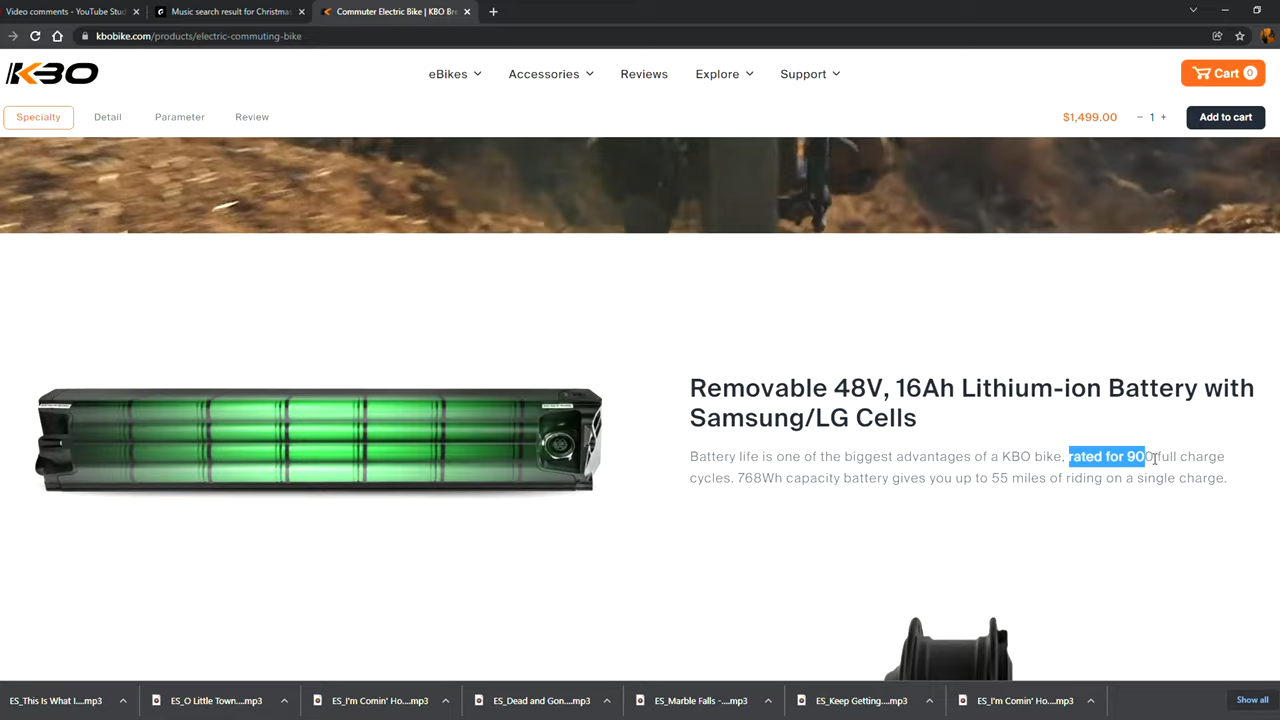 Video comments - YouTube Stud
Music search result for Christmas
Commuter Electric Bike | KBO Bre
kbobike.com/products/electric-commuting-bike
KBO
eBikes
Accessories
Reviews
Explore
Support
Cart 0
Specialty
Detail
Parameter
Review
$1,499.00
− 1 +
Add to cart
Removable 48V, 16Ah Lithium-ion Battery with
Samsung/LG Cells
Battery life is one of the biggest advantages of a KBO bike, rated for 900 full charge
cycles. 768Wh capacity battery gives you up to 55 miles of riding on a single charge.
ES_This Is What I....mp3
ES_O Little Town....mp3
ES_I'm Comin' Ho....mp3
ES_Dead and Gon....mp3
ES_Marble Falls -....mp3
ES_Keep Getting....mp3
ES_I'm Comin' Ho....mp3
Show all